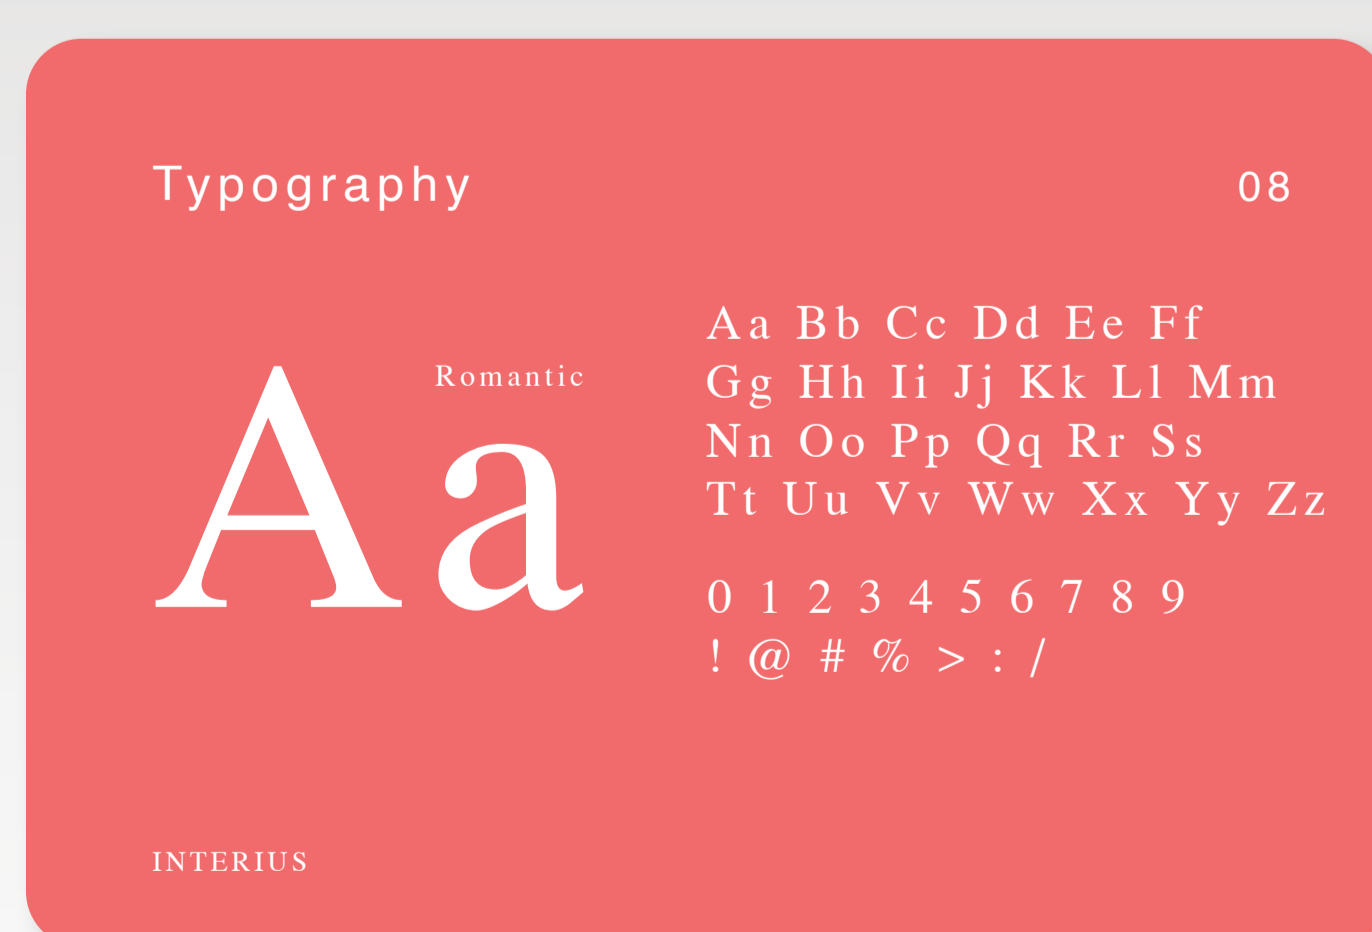 Typography
08
Romantic
Aa
Aa Bb Cc Dd Ee Ff
Gg Hh Ii Jj Kk Ll Mm
Nn Oo Pp Qq Rr Ss
Tt Uu Vv Ww Xx Yy Zz
0 1 2 3 4 5 6 7 8 9
! @ # % > : /
INTERIUS